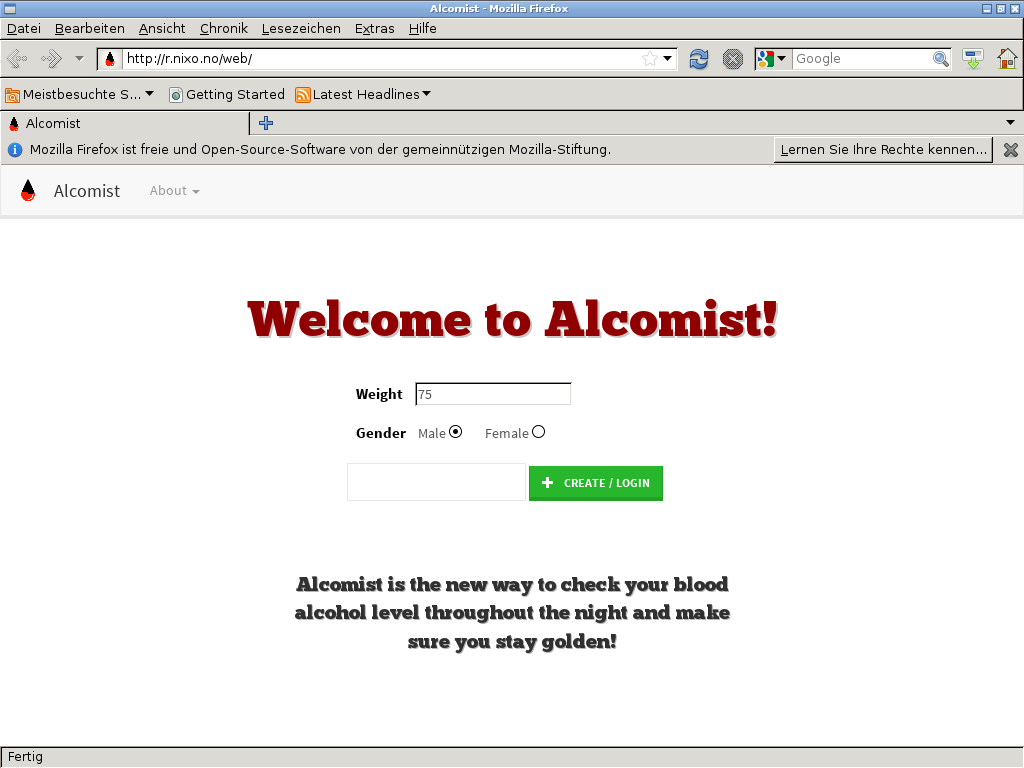 Alcomist - Mozilla Firefox
Datei Bearbeiten Ansicht Chronik Lesezeichen Extras Hilfe
http://r.nixo.no/web/ Google
Meistbesuchte S... Getting Started Latest Headlines
Alcomist
Mozilla Firefox ist freie und Open-Source-Software von der gemeinnützigen Mozilla-Stiftung. Lernen Sie Ihre Rechte kennen...
Alcomist About
Welcome to Alcomist!
Weight 75
Gender Male Female
CREATE / LOGIN
Alcomist is the new way to check your blood
alcohol level throughout the night and make
sure you stay golden!
Fertig